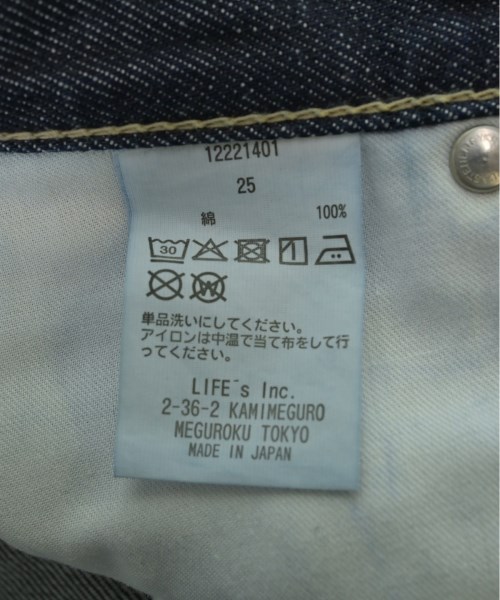 12221401
25
綿 100%
30
W
単品洗いにしてください。
アイロンは中温で当て布をして行
ってください。
LIFE´s Inc.
2-36-2 KAMIMEGURO
MEGUROKU TOKYO
MADE IN JAPAN